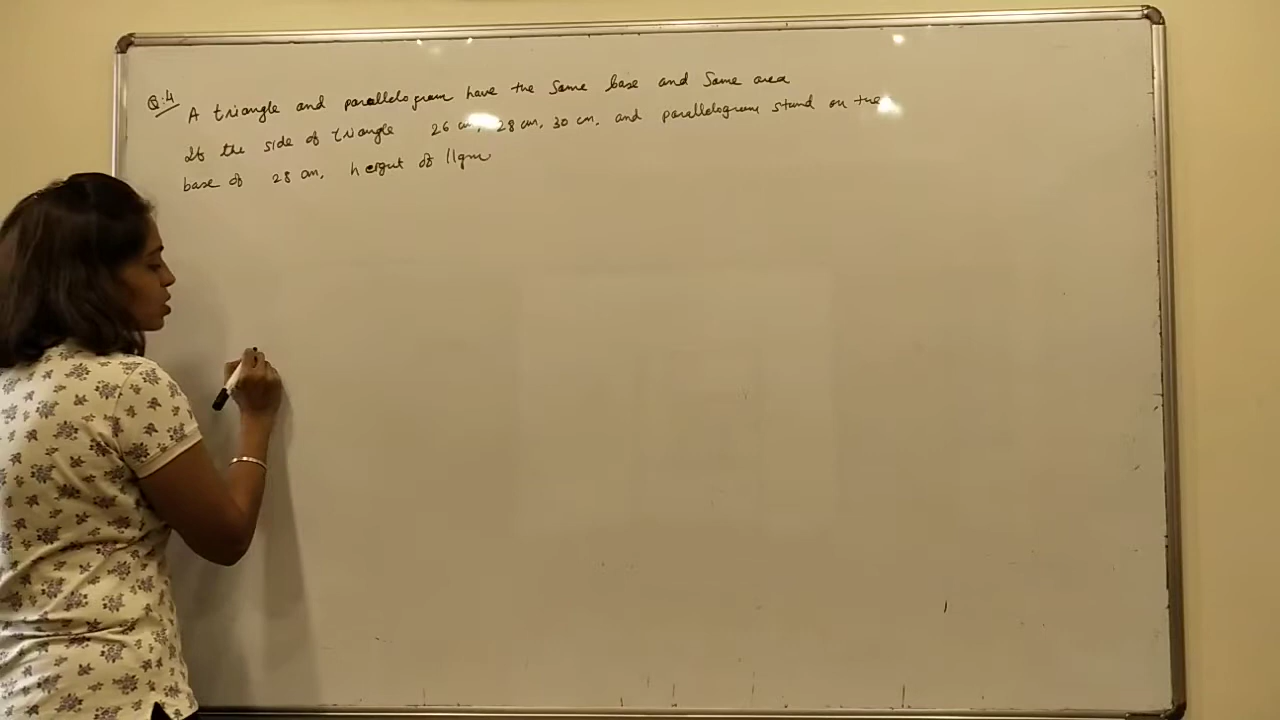 Q:4 A triangle and parallelogram have the same base and same area
If the side of triangle 26 cm, 28 cm, 30 cm, and parallelogram stand on the
base of 28 cm, height of ||gm